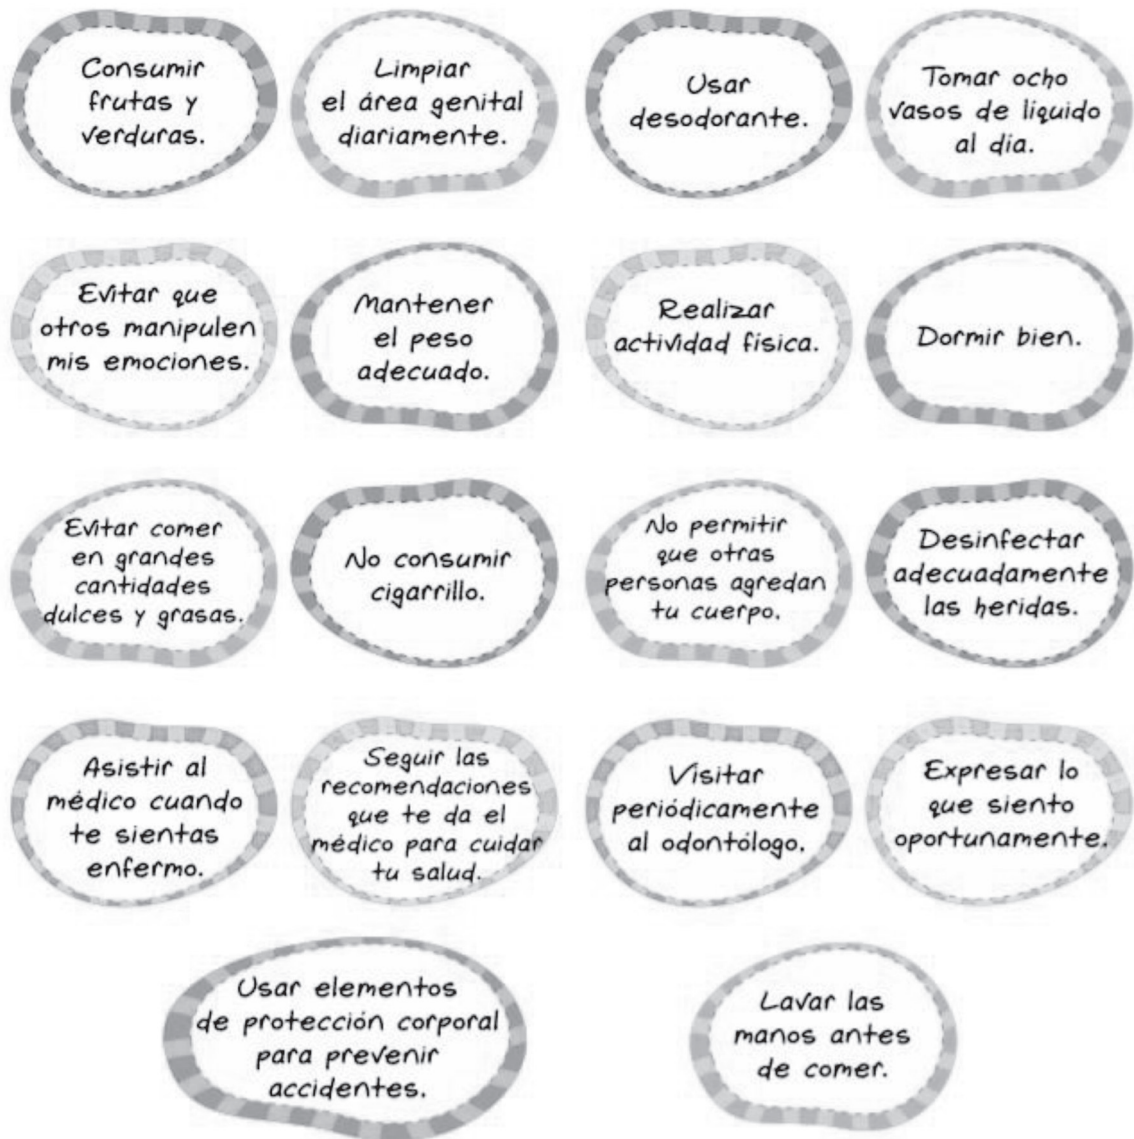 Consumir
frutas y
verduras.
Limpiar
el área genital
diariamente.
Usar
desodorante.
Tomar ocho
vasos de líquido
al día.
Evitar que
otros manipulen
mis emociones.
Mantener
el peso
adecuado.
Realizar
actividad física.
Dormir bien.
Evitar comer
en grandes
cantidades
dulces y grasas.
No consumir
cigarrillo.
No permitir
que otras
personas agredan
tu cuerpo.
Desinfectar
adecuadamente
las heridas.
Asistir al
médico cuando
te sientas
enfermo.
Seguir las
recomendaciones
que te da el
médico para cuidar
tu salud.
Visitar
periódicamente
al odontólogo.
Expresar lo
que siento
oportunamente.
Usar elementos
de protección corporal
para prevenir
accidentes.
Lavar las
manos antes
de comer.